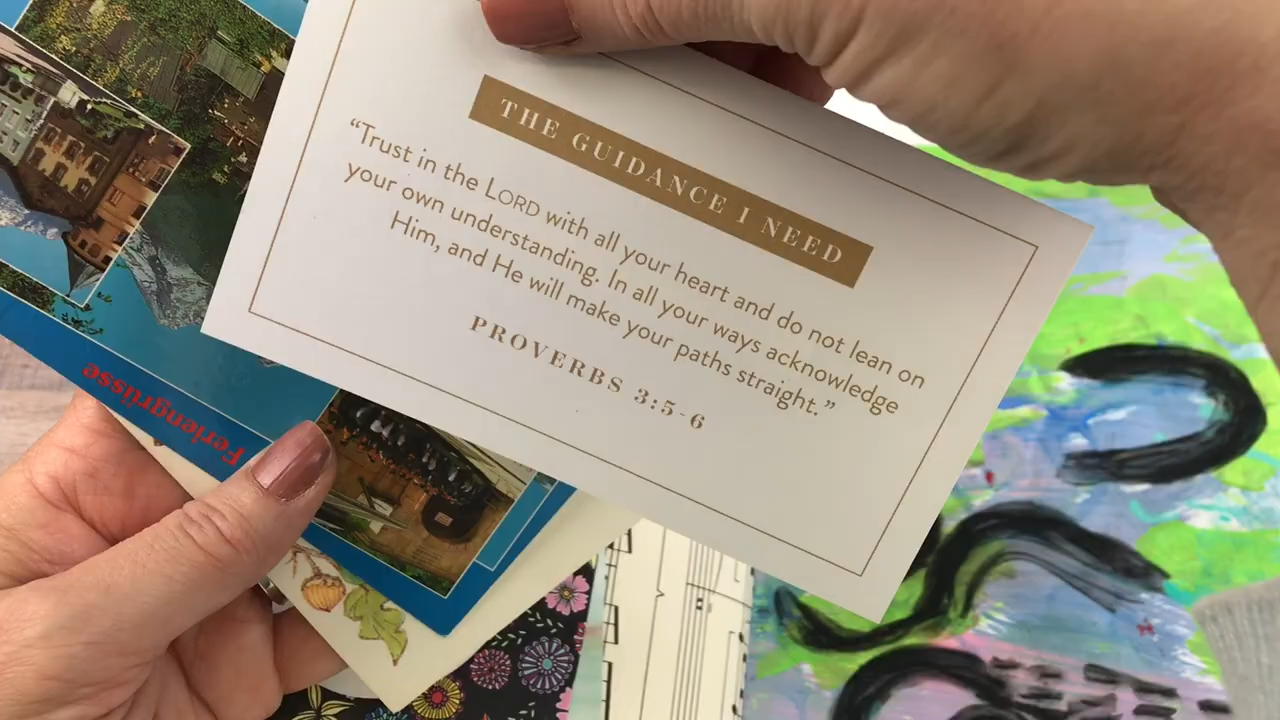 THE GUIDANCE I NEED
“Trust in the LORD with all your heart and do not lean on
your own understanding. In all your ways acknowledge
Him, and He will make your paths straight.”
PROVERBS 3:5-6
Feriengrüsse